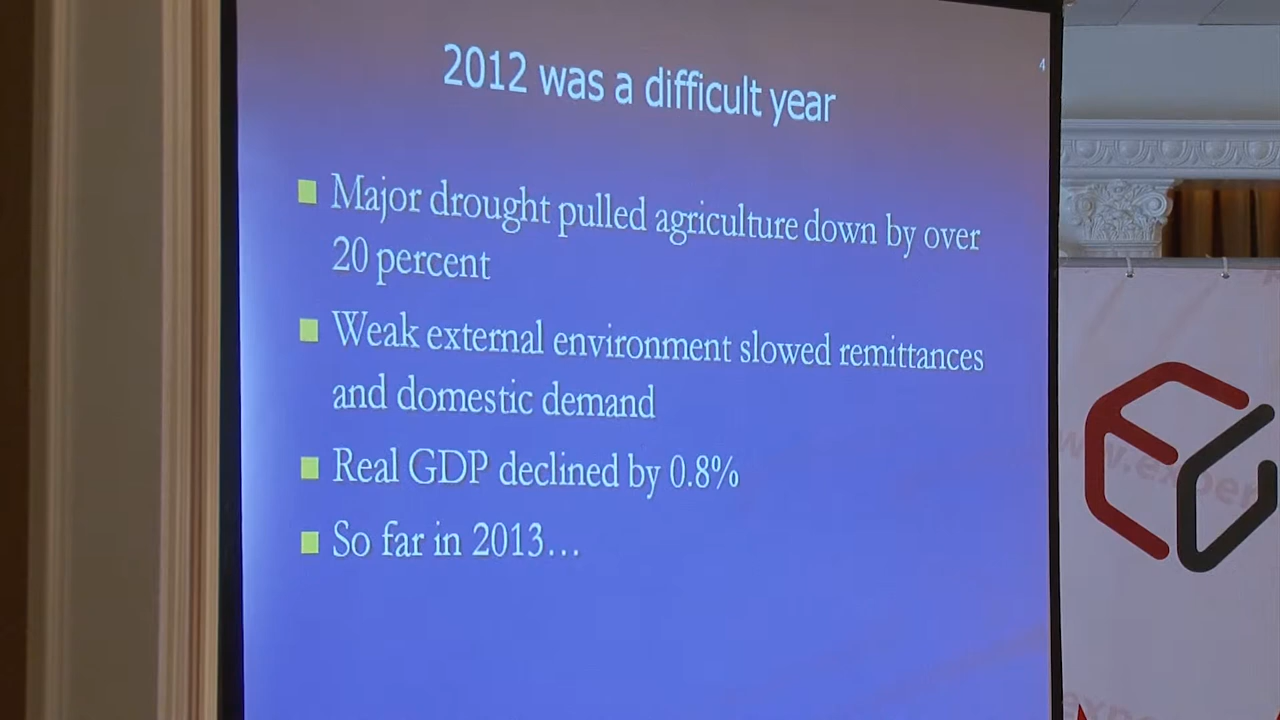 2012 was a difficult year
4
Major drought pulled agriculture down by over
20 percent
Weak external environment slowed remittances
and domestic demand
Real GDP declined by 0.8%
So far in 2013…